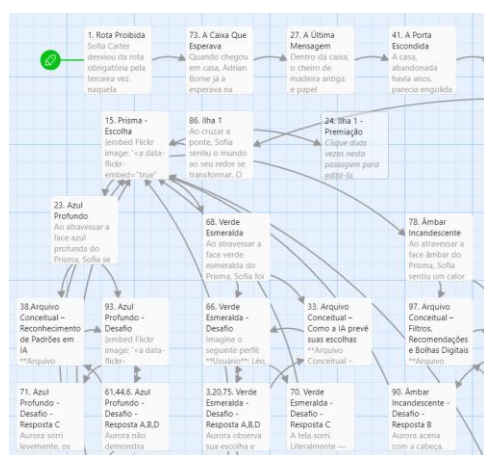 1. Rota Proibida
Sofia Carter
desviou da rota
obrigatória pela
terceira vez
naquela
73. A Caixa Que
Esperava
Quando chegou
em casa, Adrian
Borne já a
esperava na
27. A Última
Mensagem
Dentro da caixa,
o cheiro de
madeira antiga
e papel
41. A Porta
Escondida
A casa,
abandonada
havia anos,
parecia engolida
15. Prisma -
Escolha
{embed Flickr
image: '<a data-
flickr-
embed="true"
86. Ilha 1
Ao cruzar a
ponte, Sofia
sentiu o mundo
ao seu redor se
transformar. O
24. Ilha 1 -
Premiação
Clique duas
vezes nesta
passagem para
editá-la.
23. Azul
Profundo
Ao atravessar a
face azul
profunda do
Prisma, Sofia se
68. Verde
Esmeralda
Ao atravessar a
face verde
esmeralda do
Prisma, Sofia foi
78. Âmbar
Incandescente
Ao atravessar a
face âmbar do
Prisma, Sofia
sentiu um calor
38.Arquivo
Conceitual –
Reconhecimento
de Padrões em
IA
**Arquivo
93. Azul
Profundo -
Desafio
{embed Flickr
image: '<a
data-flickr-
66. Verde
Esmeralda -
Desafio
Imagine o
seguinte perfil:
**Usuário**: Léo,
33. Arquivo
Conceitual –
Como a IA prevê
suas escolhas
**Arquivo
Conceitual –
97. Arquivo
Conceitual –
Filtros,
Recomendações
e Bolhas Digitais
**Arquivo
71. Azul
Profundo -
Desafio -
Resposta C
Aurora sorri
levemente, os
61,44,6. Azul
Profundo -
Desafio -
Resposta A,B,D
Aurora não
demonstra
3,20,75. Verde
Esmeralda -
Desafio -
Resposta A,B,D
Aurora observa
sua escolha e
70. Verde
Esmeralda -
Desafio -
Resposta C
A tela sorri.
Literalmente —
90. Âmbar
Incandescente -
Desafio -
Resposta B
Aurora acena
com a cabeça.